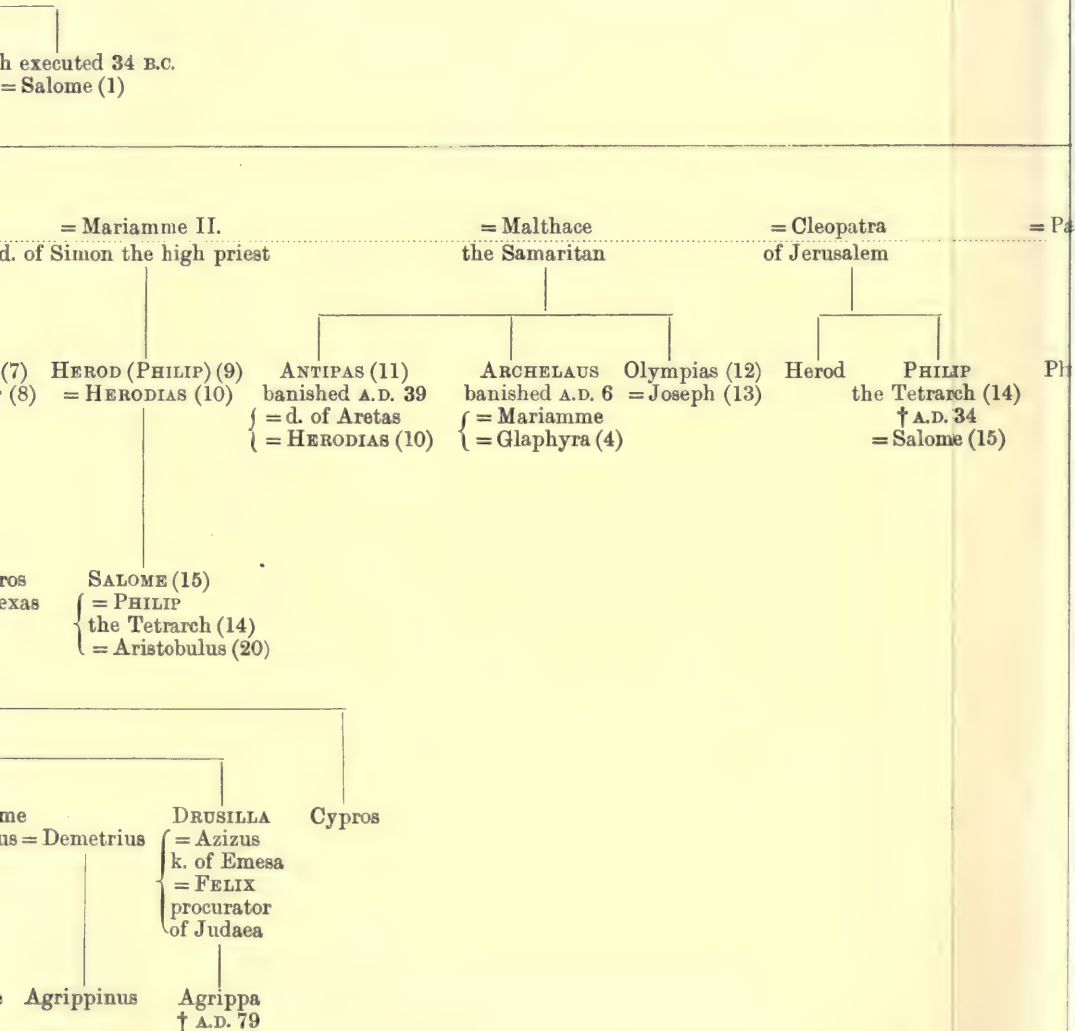 h executed 34 B.C.
= Salome (1)
= Mariamme II. = Malthace = Cleopatra =
d. of Simon the high priest the Samaritan of Jerusalem
(7) HEROD (PHILIP) (9) ANTIPAS (11) ARCHELAUS Olympias (12) Herod PHILIP Ph
(8) = HERODIAS (10) banished A.D. 39 banished A.D. 6 = Joseph (13) the Tetrarch (14)
= d. of Aretas = Mariamme † A.D. 34
= HERODIAS (10) = Glaphyra (4) = Salome (15)
ros SALOME (15)
exas = PHILIP
the Tetrarch (14)
= Aristobulus (20)
me DRUSILLA Cypros
us = Demetrius = Azizus
k. of Emesa
= FELIX
procurator
of Judaea
Agrippinus Agrippa
† A.D. 79